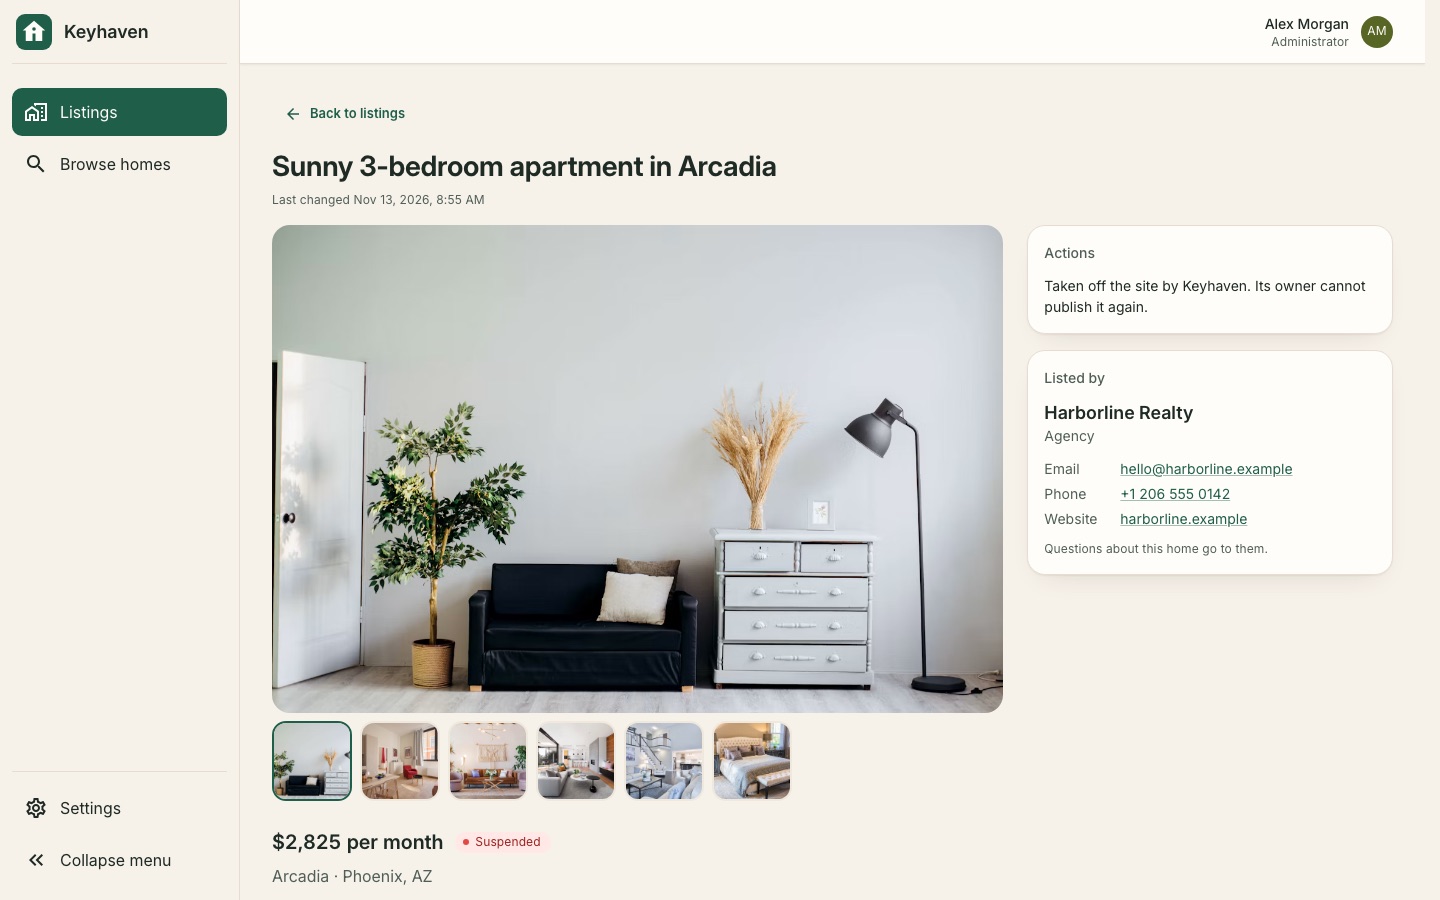 Keyhaven
Alex Morgan
Administrator
AM
Listings
Browse homes
Back to listings
Sunny 3-bedroom apartment in Arcadia
Last changed Nov 13, 2026, 8:55 AM
Actions
Taken off the site by Keyhaven. Its owner cannot
publish it again.
Listed by
Harborline Realty
Agency
Email hello@harborline.example
Phone +1 206 555 0142
Website harborline.example
Questions about this home go to them.
$2,825 per month
Suspended
Arcadia · Phoenix, AZ
Settings
Collapse menu